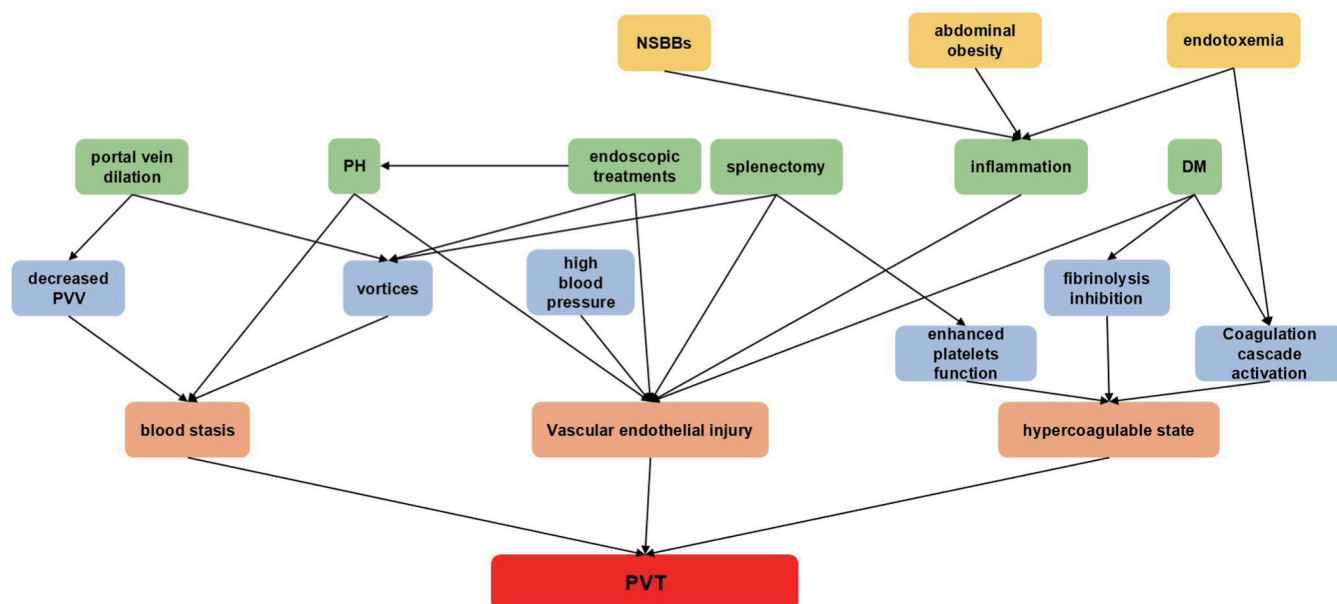 NSBBs
abdominal
obesity
endotoxemia
portal vein
dilation
PH
endoscopic
treatments
splenectomy
inflammation
DM
decreased
PVV
vortices
high
blood
pressure
fibrinolysis
inhibition
enhanced
platelets
function
Coagulation
cascade
activation
blood stasis
Vascular endothelial injury
hypercoagulable state
PVT